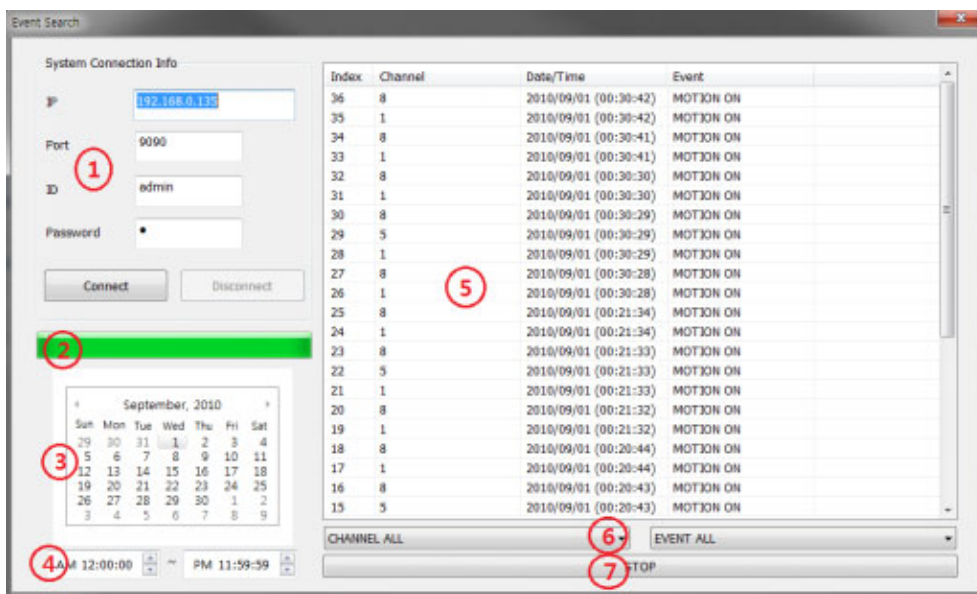 Event Search
System Connection Info
IP 192.168.0.135
Port 9090
ID admin
Password
Connect Disconnect
1
2
September, 2010
Sun Mon Tue Wed Thu Fri Sat
29 30 31 1 2 3 4
5 6 7 8 9 10 11
12 13 14 15 16 17 18
19 20 21 22 23 24 25
26 27 28 29 30 1 2
3 4 5 6 7 8 9
3
4
AM 12:00:00 ~ PM 11:59:59
Index Channel Date/Time Event
36 8 2010/09/01 (00:30:42) MOTION ON
35 1 2010/09/01 (00:30:42) MOTION ON
34 8 2010/09/01 (00:30:41) MOTION ON
33 1 2010/09/01 (00:30:41) MOTION ON
32 8 2010/09/01 (00:30:30) MOTION ON
31 1 2010/09/01 (00:30:30) MOTION ON
30 8 2010/09/01 (00:30:29) MOTION ON
29 5 2010/09/01 (00:30:29) MOTION ON
28 1 2010/09/01 (00:30:29) MOTION ON
27 8 2010/09/01 (00:30:28) MOTION ON
26 1 2010/09/01 (00:30:28) MOTION ON
25 8 2010/09/01 (00:21:34) MOTION ON
24 1 2010/09/01 (00:21:34) MOTION ON
23 8 2010/09/01 (00:21:33) MOTION ON
22 5 2010/09/01 (00:21:33) MOTION ON
21 1 2010/09/01 (00:21:33) MOTION ON
20 8 2010/09/01 (00:21:32) MOTION ON
19 1 2010/09/01 (00:21:32) MOTION ON
18 8 2010/09/01 (00:20:44) MOTION ON
17 1 2010/09/01 (00:20:44) MOTION ON
16 8 2010/09/01 (00:20:43) MOTION ON
15 5 2010/09/01 (00:20:43) MOTION ON
5
CHANNEL ALL 6 EVENT ALL
7 STOP